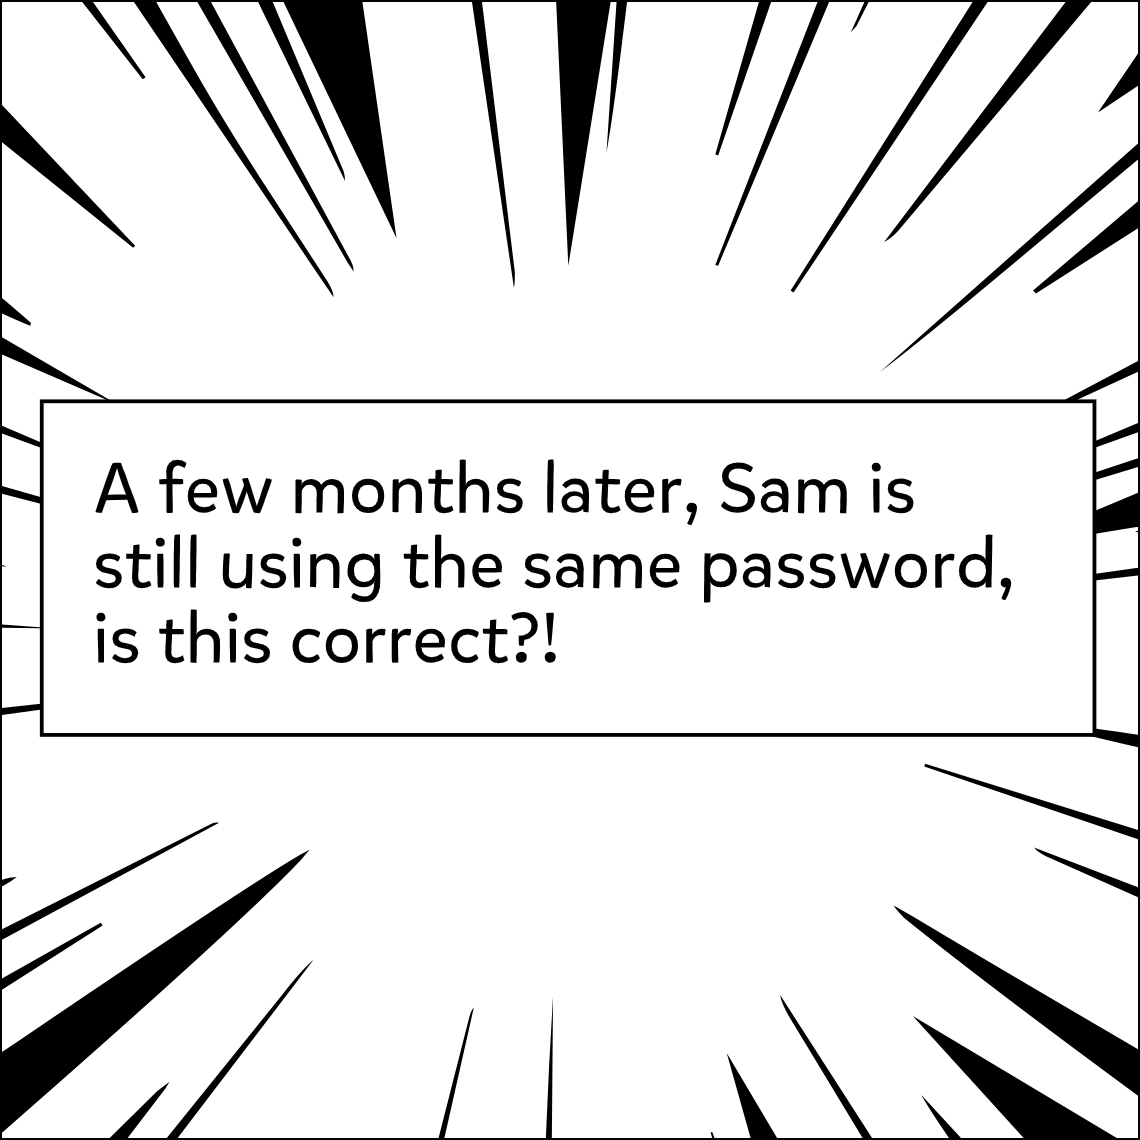 A few months later, Sam is
still using the same password,
is this correct?!